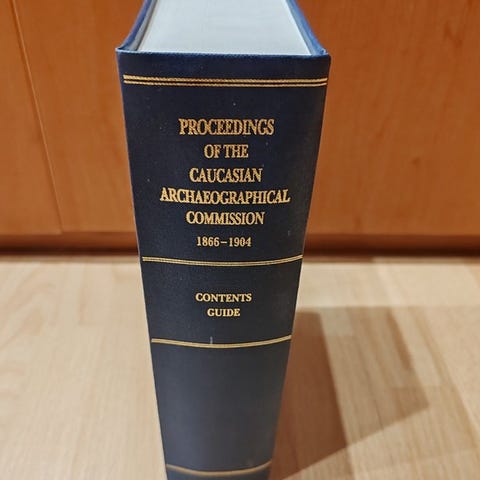 PROCEEDINGS
OF THE
CAUCASIAN
ARCHAEOGRAPHICAL
COMMISSION
1866–1904
CONTENTS
GUIDE